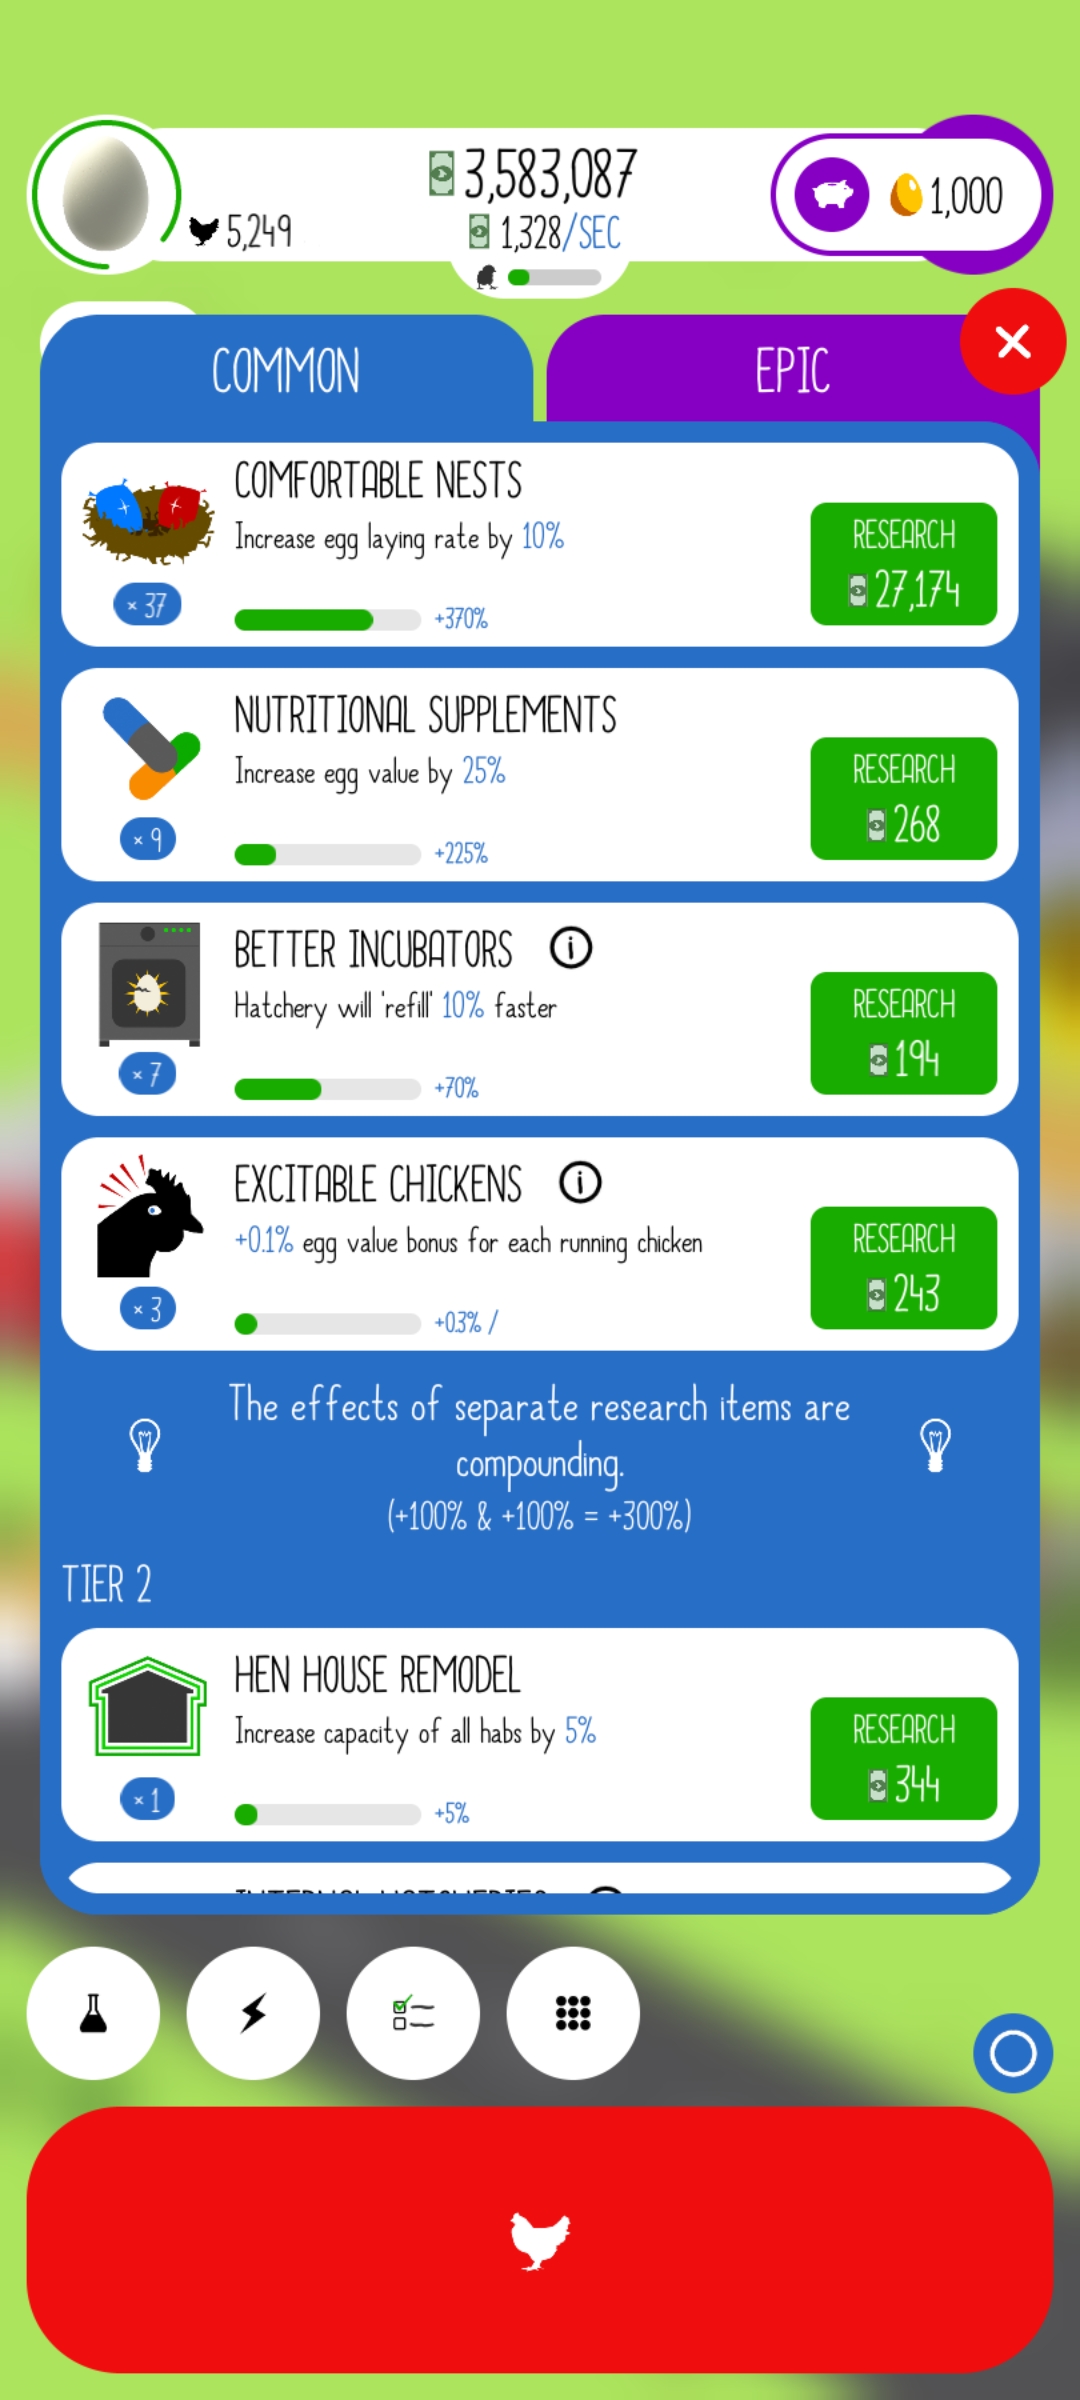 3,583,087
5,249
1,328/SEC
1,000
COMMON
EPIC
COMFORTABLE NESTS
Increase egg laying rate by 10%
RESEARCH
27,174
× 37
+370%
NUTRITIONAL SUPPLEMENTS
Increase egg value by 25%
RESEARCH
268
× 9
+225%
BETTER INCUBATORS
Hatchery will 'refill' 10% faster
RESEARCH
194
× 7
+70%
EXCITABLE CHICKENS
+0.1% egg value bonus for each running chicken
RESEARCH
243
× 3
+0.3% /
The effects of separate research items are
compounding.
(+100% & +100% = +300%)
TIER 2
HEN HOUSE REMODEL
Increase capacity of all habs by 5%
RESEARCH
344
× 1
+5%